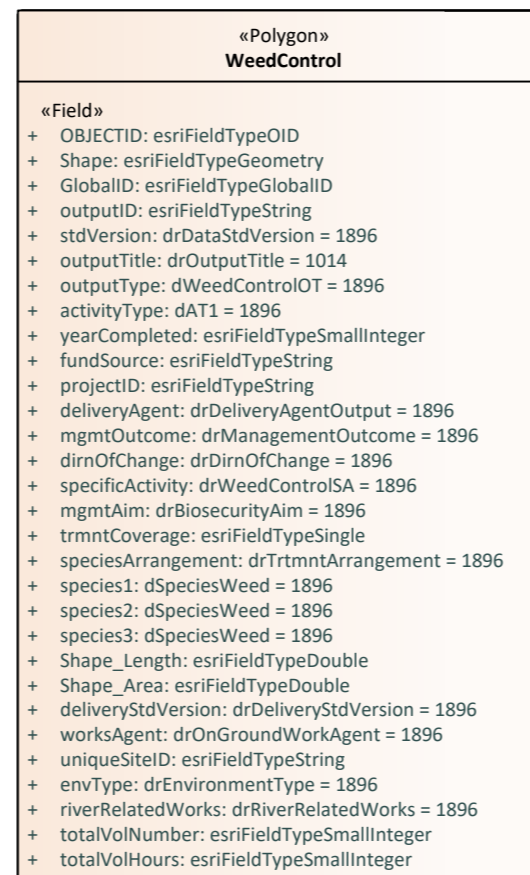 «Polygon»
WeedControl
«Field»
+ OBJECTID: esriFieldTypeOID
+ Shape: esriFieldTypeGeometry
+ GlobalID: esriFieldTypeGlobalID
+ outputID: esriFieldTypeString
+ stdVersion: drDataStdVersion = 1896
+ outputTitle: drOutputTitle = 1014
+ outputType: dWeedControlOT = 1896
+ activityType: dAT1 = 1896
+ yearCompleted: esriFieldTypeSmallInteger
+ fundSource: esriFieldTypeString
+ projectID: esriFieldTypeString
+ deliveryAgent: drDeliveryAgentOutput = 1896
+ mgmtOutcome: drManagementOutcome = 1896
+ dirnOfChange: drDirnOfChange = 1896
+ specificActivity: drWeedControlSA = 1896
+ mgmtAim: drBiosecurityAim = 1896
+ trmntCoverage: esriFieldTypeSingle
+ speciesArrangement: drTrtmntArrangement = 1896
+ species1: dSpeciesWeed = 1896
+ species2: dSpeciesWeed = 1896
+ species3: dSpeciesWeed = 1896
+ Shape_Length: esriFieldTypeDouble
+ Shape_Area: esriFieldTypeDouble
+ deliveryStdVersion: drDeliveryStdVersion = 1896
+ worksAgent: drOnGroundWorkAgent = 1896
+ uniqueSiteID: esriFieldTypeString
+ envType: drEnvironmentType = 1896
+ riverRelatedWorks: drRiverRelatedWorks = 1896
+ totalVolNumber: esriFieldTypeSmallInteger
+ totalVolHours: esriFieldTypeSmallInteger